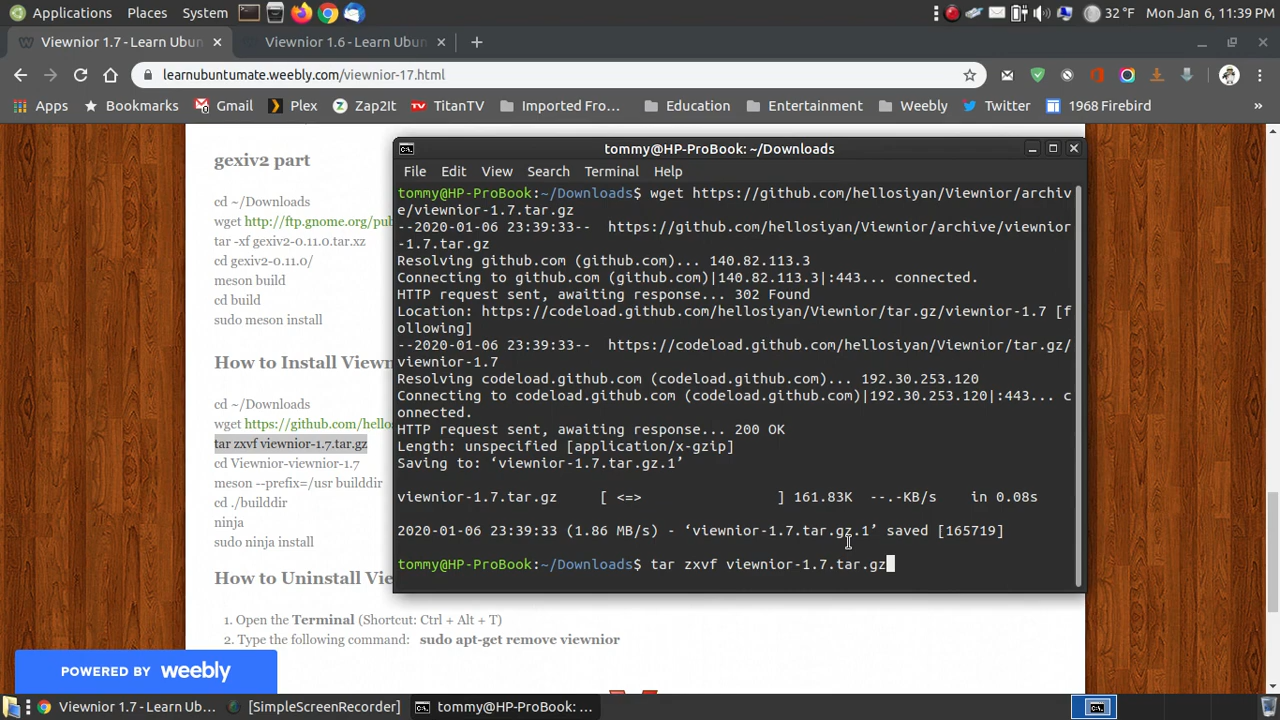 Applications Places System 32 °F Mon Jan 6, 11:39 PM
Viewnior 1.7 - Learn Ubun Viewnior 1.6 - Learn Ubun
learnubuntumate.weebly.com/viewnior-17.html
Apps Bookmarks Gmail Plex Zap2It TitanTV Imported Fro... Education Entertainment Weebly Twitter 1968 Firebird »
gexiv2 part
cd ~/Downloads
wget http://ftp.gnome.org/pub
tar -xf gexiv2-0.11.0.tar.xz
cd gexiv2-0.11.0/
meson build
cd build
sudo meson install
How to Install Viewn
cd ~/Downloads
wget https://github.com/hellos
tar zxvf viewnior-1.7.tar.gz
cd Viewnior-viewnior-1.7
meson --prefix=/usr builddir
cd ./builddir
ninja
sudo ninja install
How to Uninstall Vie
1. Open the Terminal (Shortcut: Ctrl + Alt + T)
2. Type the following command: sudo apt-get remove viewnior
POWERED BY weebly
tommy@HP-ProBook: ~/Downloads
File Edit View Search Terminal Help
tommy@HP-ProBook:~/Downloads$ wget https://github.com/hellosiyan/Viewnior/archiv
e/viewnior-1.7.tar.gz
--2020-01-06 23:39:33-- https://github.com/hellosiyan/Viewnior/archive/viewnior
-1.7.tar.gz
Resolving github.com (github.com)... 140.82.113.3
Connecting to github.com (github.com)|140.82.113.3|:443... connected.
HTTP request sent, awaiting response... 302 Found
Location: https://codeload.github.com/hellosiyan/Viewnior/tar.gz/viewnior-1.7 [f
ollowing]
--2020-01-06 23:39:33-- https://codeload.github.com/hellosiyan/Viewnior/tar.gz/
viewnior-1.7
Resolving codeload.github.com (codeload.github.com)... 192.30.253.120
Connecting to codeload.github.com (codeload.github.com)|192.30.253.120|:443... c
onnected.
HTTP request sent, awaiting response... 200 OK
Length: unspecified [application/x-gzip]
Saving to: ‘viewnior-1.7.tar.gz.1’
viewnior-1.7.tar.gz [ <=> ] 161.83K --.-KB/s in 0.08s
2020-01-06 23:39:33 (1.86 MB/s) - ‘viewnior-1.7.tar.gz.1’ saved [165719]
tommy@HP-ProBook:~/Downloads$ tar zxvf viewnior-1.7.tar.gz
Viewnior 1.7 - Learn Ub... [SimpleScreenRecorder] tommy@HP-ProBook: ...